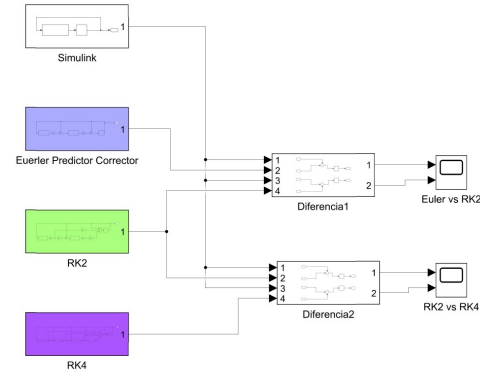 1
Simulink
1
Euerler Predictor Corrector
1
2
3
4
1
2
Diferencia1
Euler vs RK2
1
RK2
1
2
3
4
1
2
Diferencia2
RK2 vs RK4
1
RK4